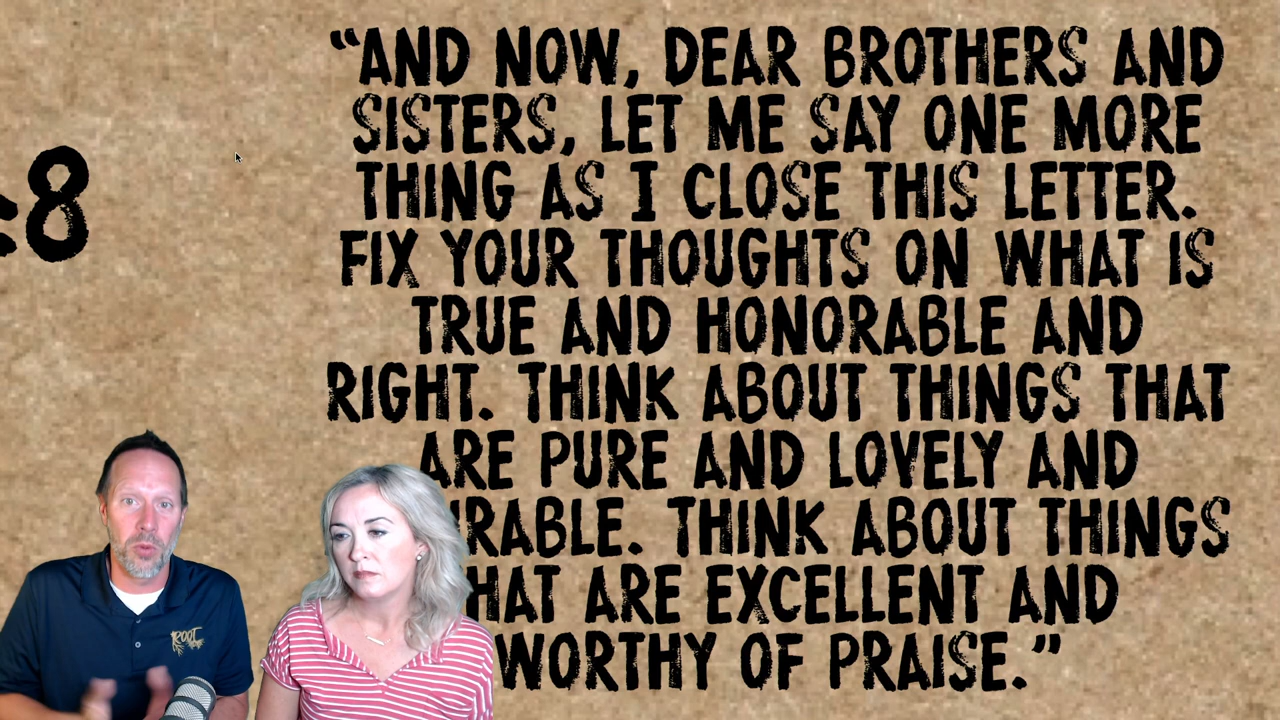 :8
“AND NOW, DEAR BROTHERS AND
SISTERS, LET ME SAY ONE MORE
THING AS I CLOSE THIS LETTER.
FIX YOUR THOUGHTS ON WHAT IS
TRUE AND HONORABLE AND
RIGHT. THINK ABOUT THINGS THAT
ARE PURE AND LOVELY AND
THINK ABOUT THINGS
ARE EXCELLENT AND
WORTHY OF PRAISE.”
ROOT